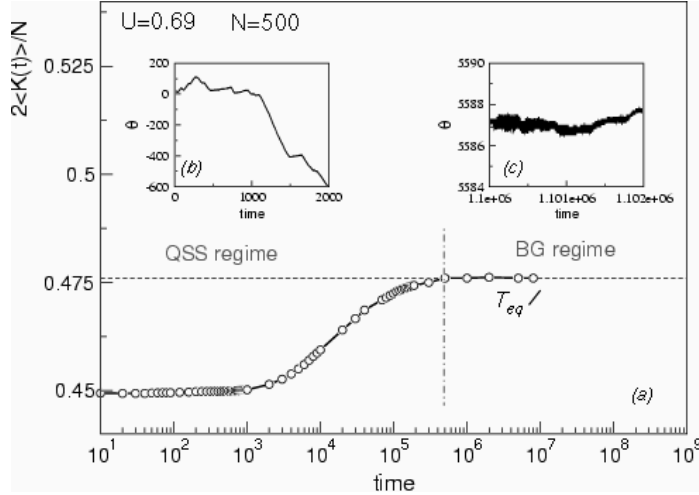 U=0.69 N=500
2<K(t)>/N
0.525
0.5
0.475
0.45
200
0
-200
-400
-600
θ
(b)
0
1000
2000
time
5590
5588
5586
5584
θ
(c)
1.1e+06
1.101e+06
1.102e+06
time
QSS regime
BG regime
T_eq
(a)
10^1
10^2
10^3
10^4
10^5
10^6
10^7
10^8
10^9
time